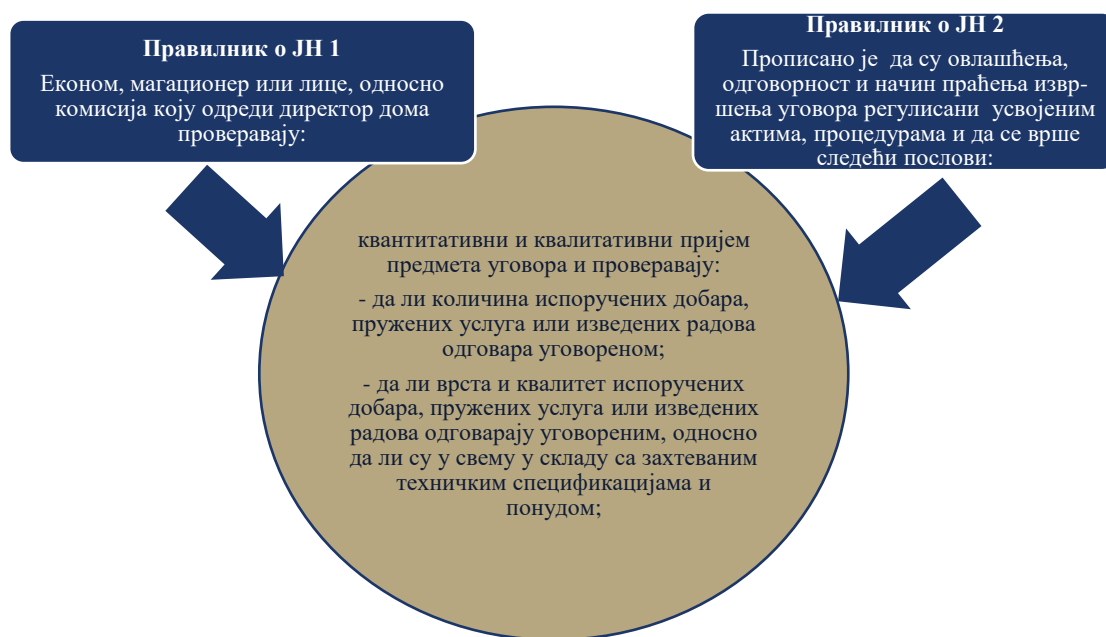 Правилник о ЈН 1
Економ, магационер или лице, односно
комисија коју одреди директор дома
проверавају:
Правилник о ЈН 2
Прописано је да су овлашћења,
одговорност и начин праћења извр-
шења уговора регулисани усвојеним
актима, процедурама и да се врше
следећи послови:
квантитативни и квалитативни пријем
предмета уговора и проверавају:
- да ли количина испоручених добара,
пружених услуга или изведених радова
одговара уговореном;
- да ли врста и квалитет испоручених
добара, пружених услуга или изведених
радова одговарају уговореним, односно
да ли су у свему у складу са захтеваним
техничким спецификацијама и
понудом;